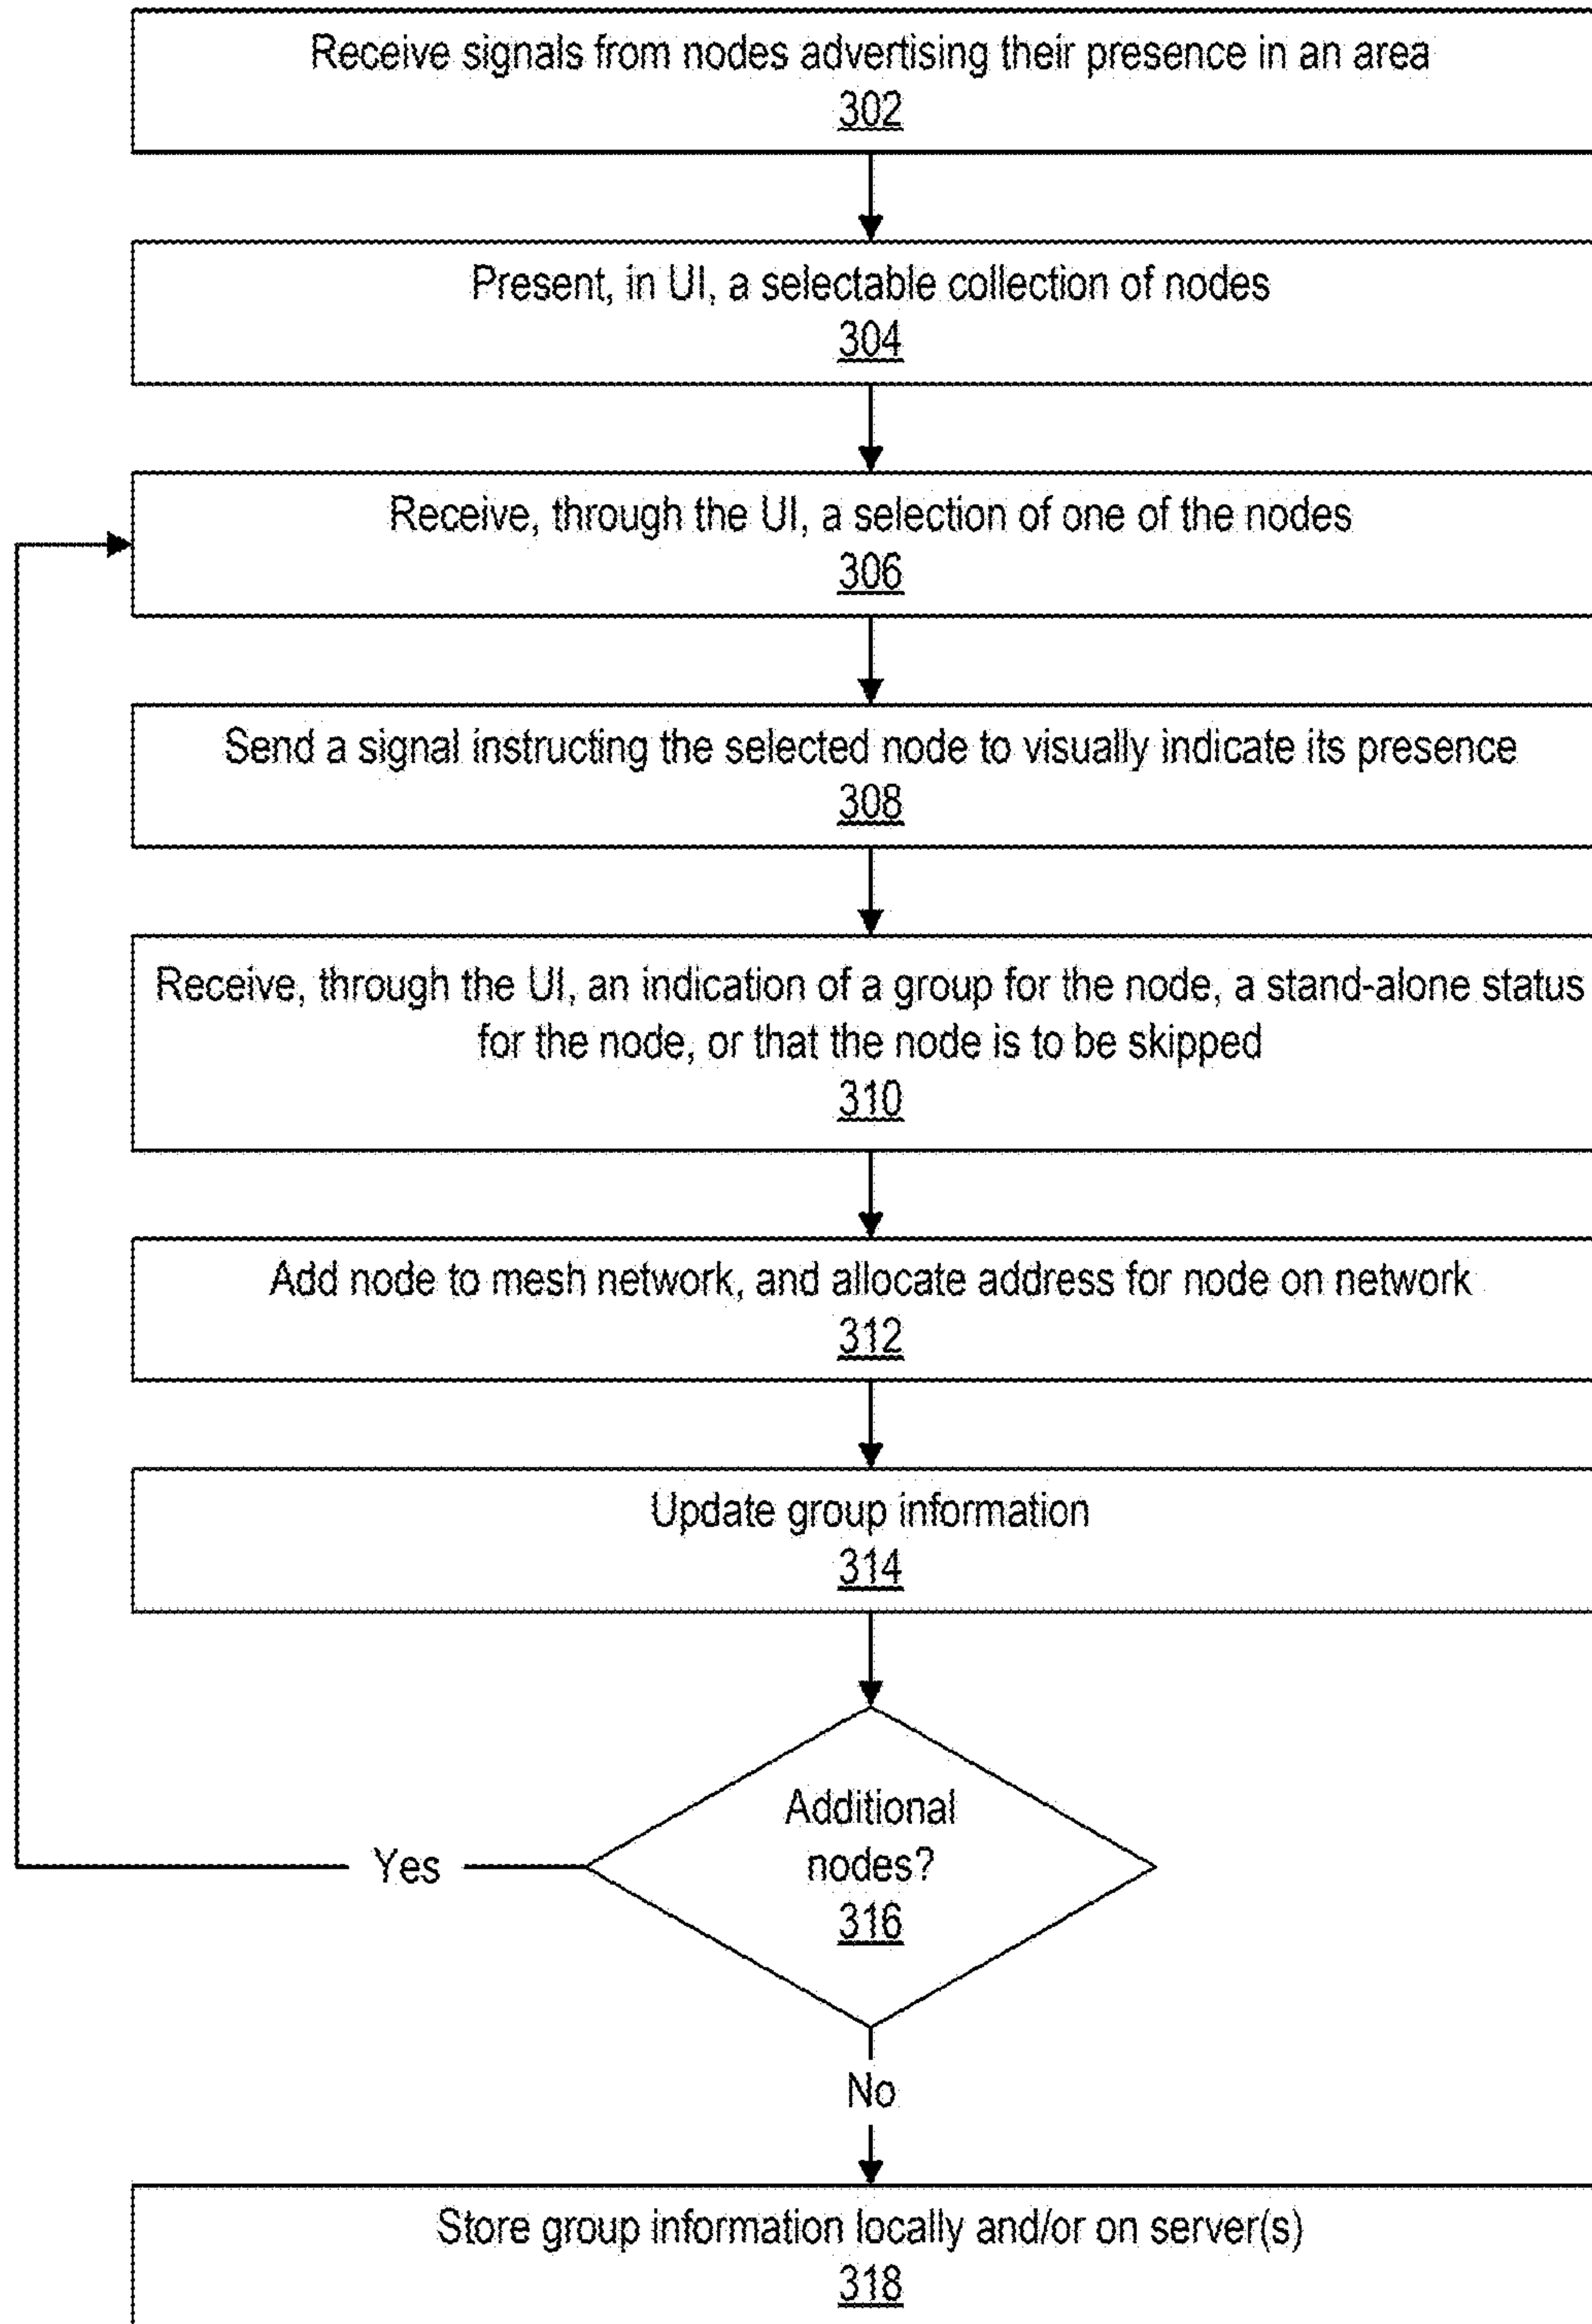 Receive signals from nodes advertising their presence in an area
302
Present, in UI, a selectable collection of nodes
304
Receive, through the UI, a selection of one of the nodes
306
Send a signal instructing the selected node to visually indicate its presence
308
Receive, through the UI, an indication of a group for the node, a stand-alone status
for the node, or that the node is to be skipped
310
Add node to mesh network, and allocate address for node on network
312
Update group information
314
Additional
nodes?
316
Yes
No
Store group information locally and/or on server(s)
318